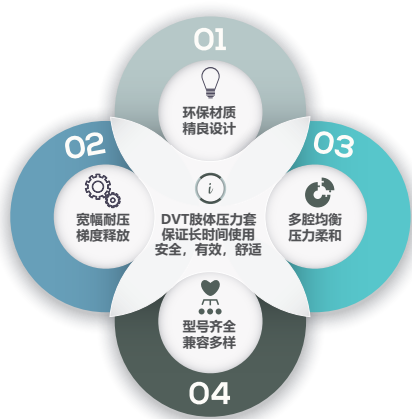 01
环保材质
精良设计
02
宽幅耐压
梯度释放
i
DVT肢体压力套
保证长时间使用
安全，有效，舒适
03
多腔均衡
压力柔和
型号齐全
兼容多样
04